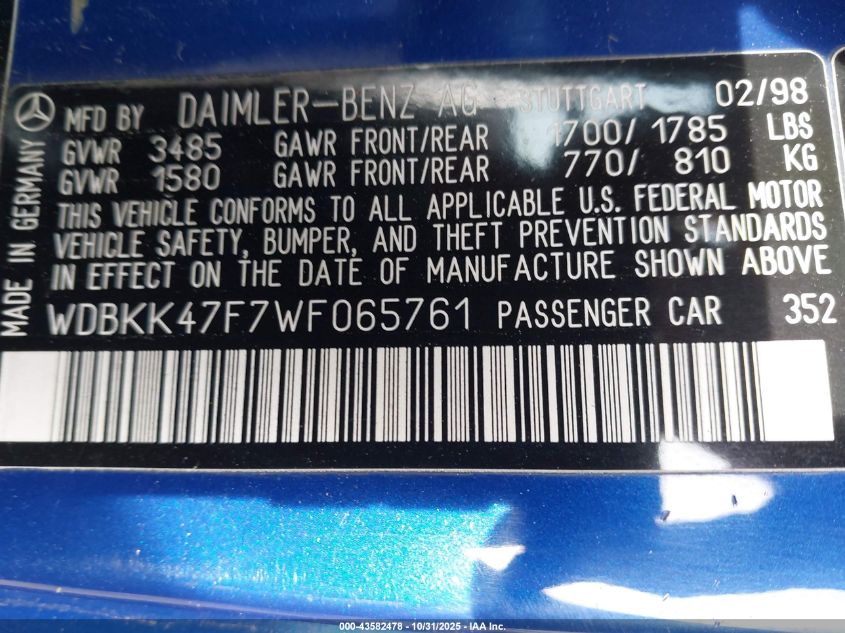 MFD BY DAIMLER-BENZ AG STUTTGART 02/98
GVWR 3485 GAWR FRONT/REAR 1700/1785 LBS
GVWR 1580 GAWR FRONT/REAR 770/ 810 KG
THIS VEHICLE CONFORMS TO ALL APPLICABLE U.S. FEDERAL MOTOR
VEHICLE SAFETY, BUMPER, AND THEFT PREVENTION STANDARDS
IN EFFECT ON THE DATE OF MANUFACTURE SHOWN ABOVE
WDBKK47F7WF065761 PASSENGER CAR 352
MADE IN GERMANY
000-43582478 - 10/31/2025 - IAA Inc.